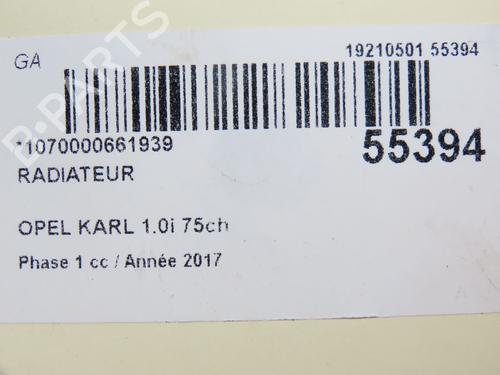 GA
19210501 55394
B-PARTS
*1070000661939
55394
RADIATEUR
OPEL KARL 1.0i 75ch
Phase 1 cc / Année 2017